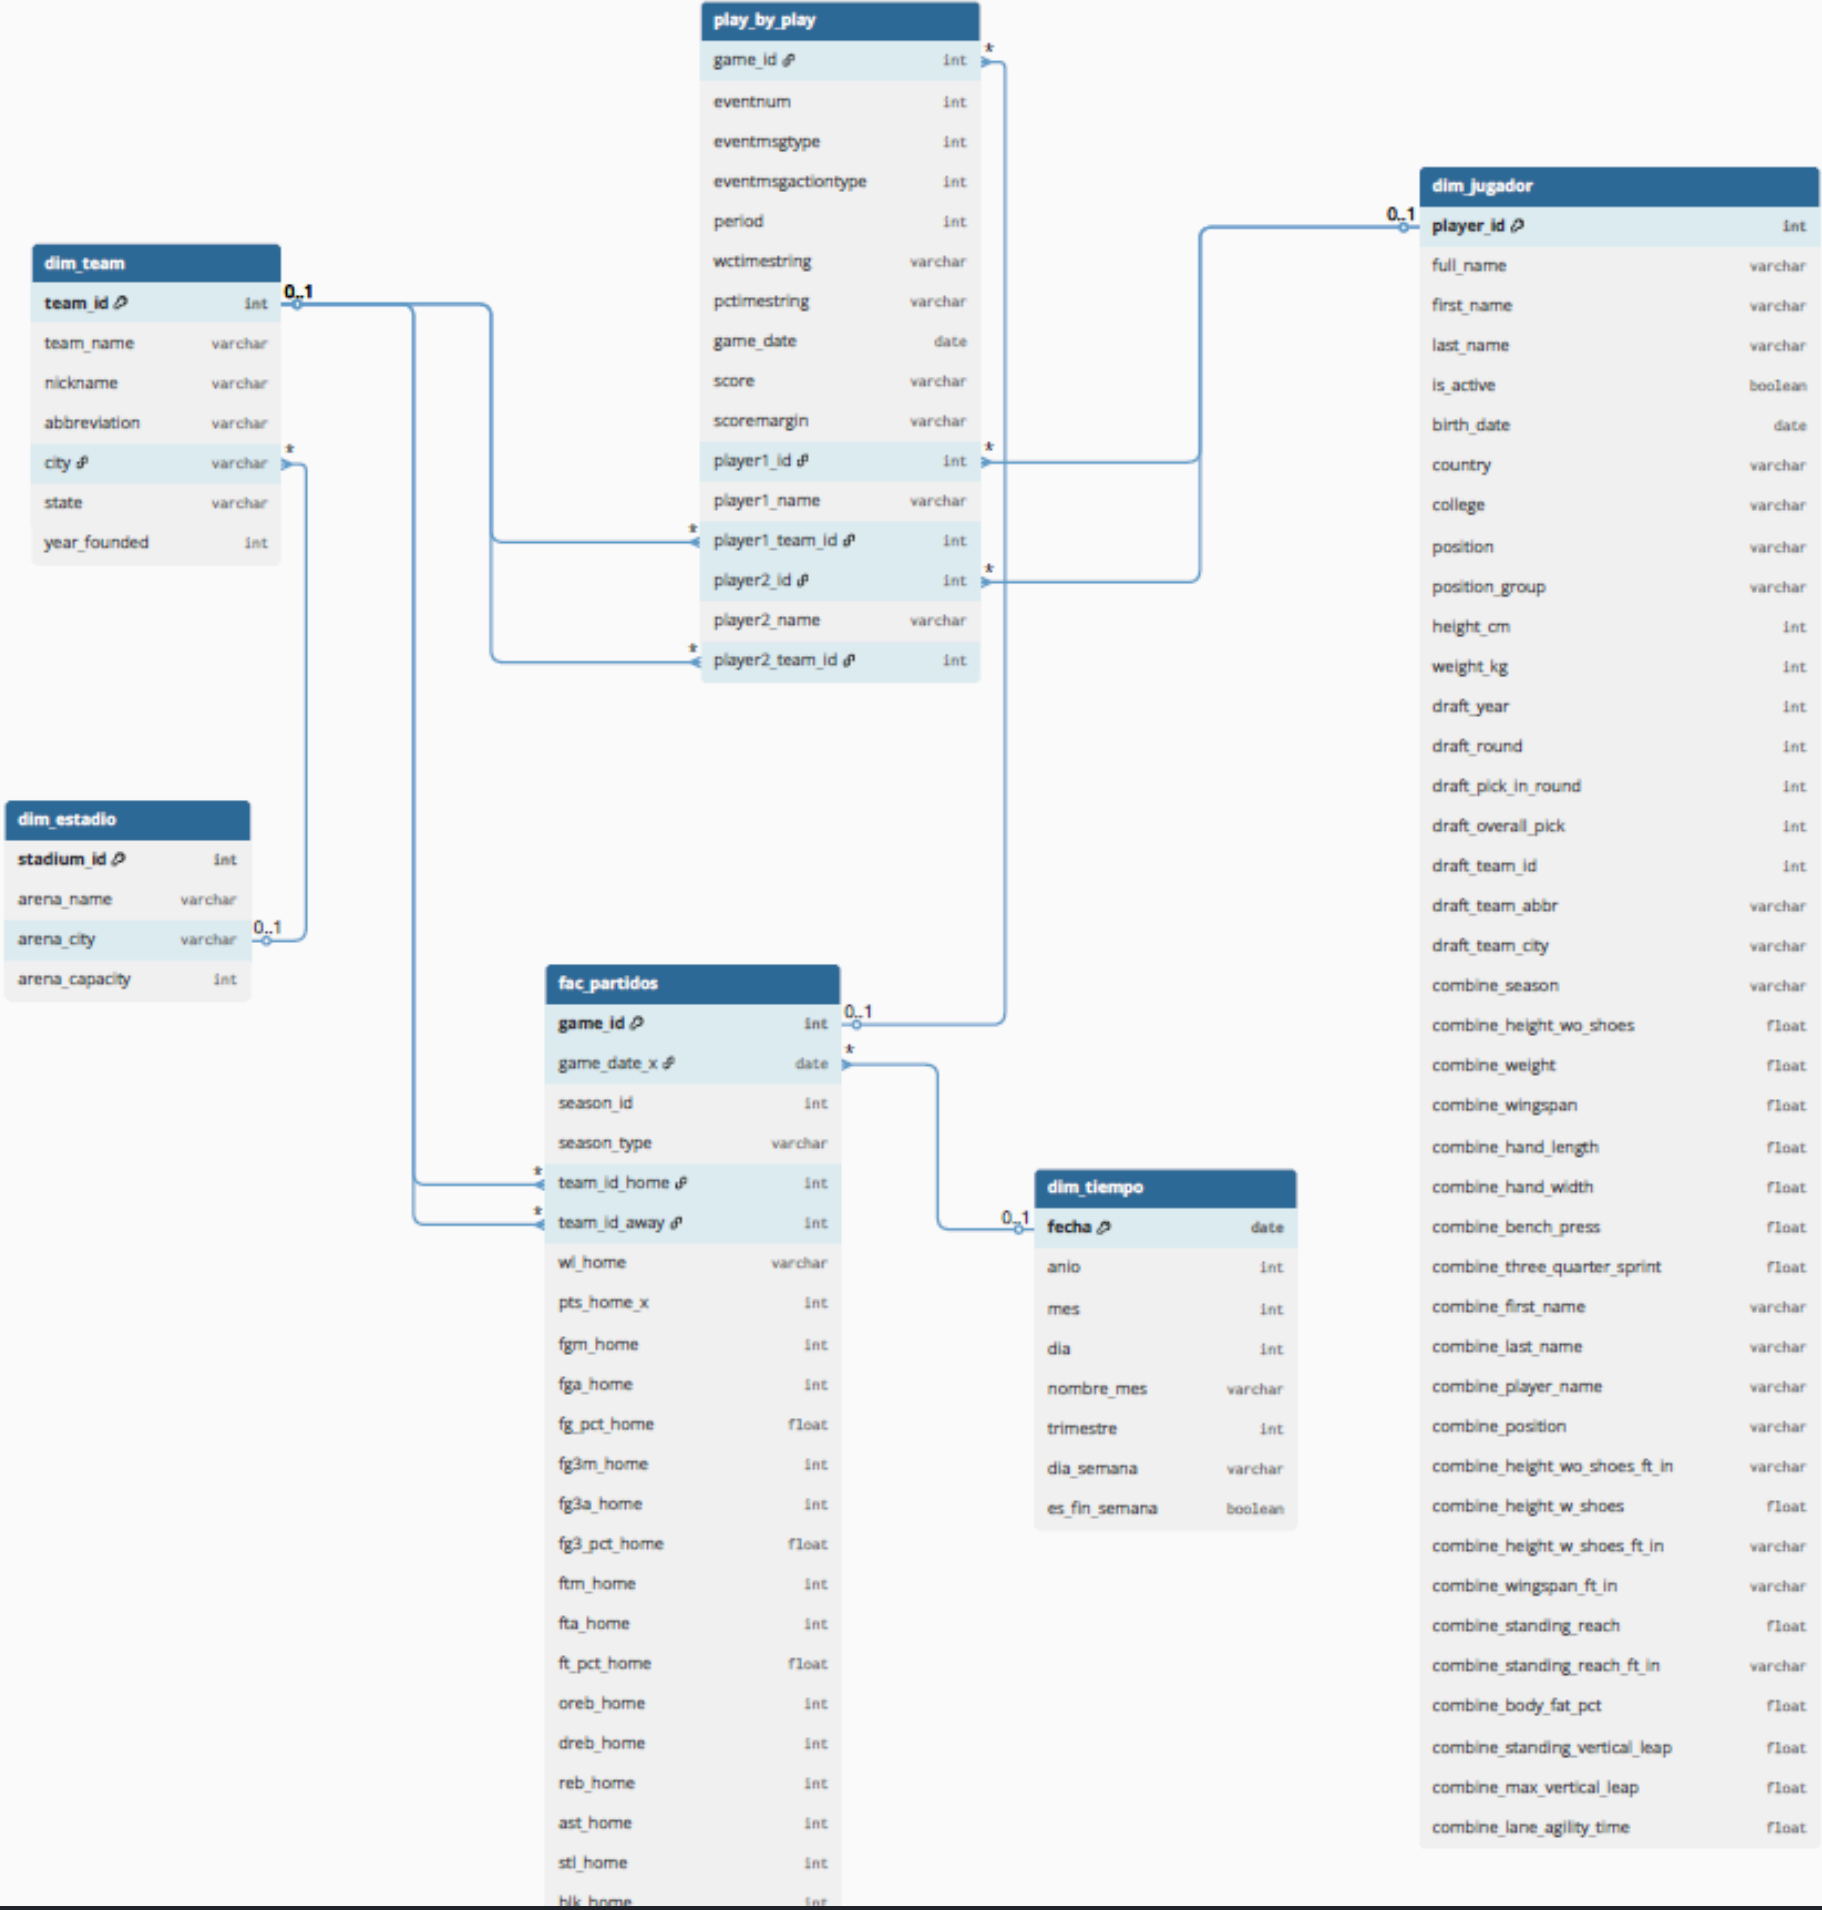 play_by_play
game_id int *
eventnum int
eventmsgtype int
eventmsgactiontype int
period int
wctimestring varchar
pctimestring varchar
game_date date
score varchar
scoremargin varchar
player1_id int *
player1_name varchar
* player1_team_id int
player2_id int *
player2_name varchar
* player2_team_id int
dim_jugador
0..1 player_id int
full_name varchar
first_name varchar
last_name varchar
is_active boolean
birth_date date
country varchar
college varchar
position varchar
position_group varchar
height_cm int
weight_kg int
draft_year int
draft_round int
draft_pick_in_round int
draft_overall_pick int
draft_team_id int
draft_team_abbr varchar
draft_team_city varchar
combine_season varchar
combine_height_wo_shoes float
combine_weight float
combine_wingspan float
combine_hand_length float
combine_hand_width float
combine_bench_press float
combine_three_quarter_sprint float
combine_first_name varchar
combine_last_name varchar
combine_player_name varchar
combine_position varchar
combine_height_wo_shoes_ft_in varchar
combine_height_w_shoes float
combine_height_w_shoes_ft_in varchar
combine_wingspan_ft_in varchar
combine_standing_reach float
combine_standing_reach_ft_in varchar
combine_body_fat_pct float
combine_standing_vertical_leap float
combine_max_vertical_leap float
combine_lane_agility_time float
dim_team
team_id int 0..1
team_name varchar
nickname varchar
abbreviation varchar
city varchar *
state varchar
year_founded int
dim_estadio
stadium_id int
arena_name varchar
arena_city varchar 0..1
arena_capacity int
fac_partidos
game_id int 0..1
game_date_x date *
season_id int
season_type varchar
* team_id_home int
* team_id_away int
wl_home varchar
pts_home_x int
fgm_home int
fga_home int
fg_pct_home float
fg3m_home int
fg3a_home int
fg3_pct_home float
ftm_home int
fta_home int
ft_pct_home float
oreb_home int
dreb_home int
reb_home int
ast_home int
stl_home int
blk_home int
dim_tiempo
0..1 fecha date
anio int
mes int
dia int
nombre_mes varchar
trimestre int
dia_semana varchar
es_fin_semana boolean